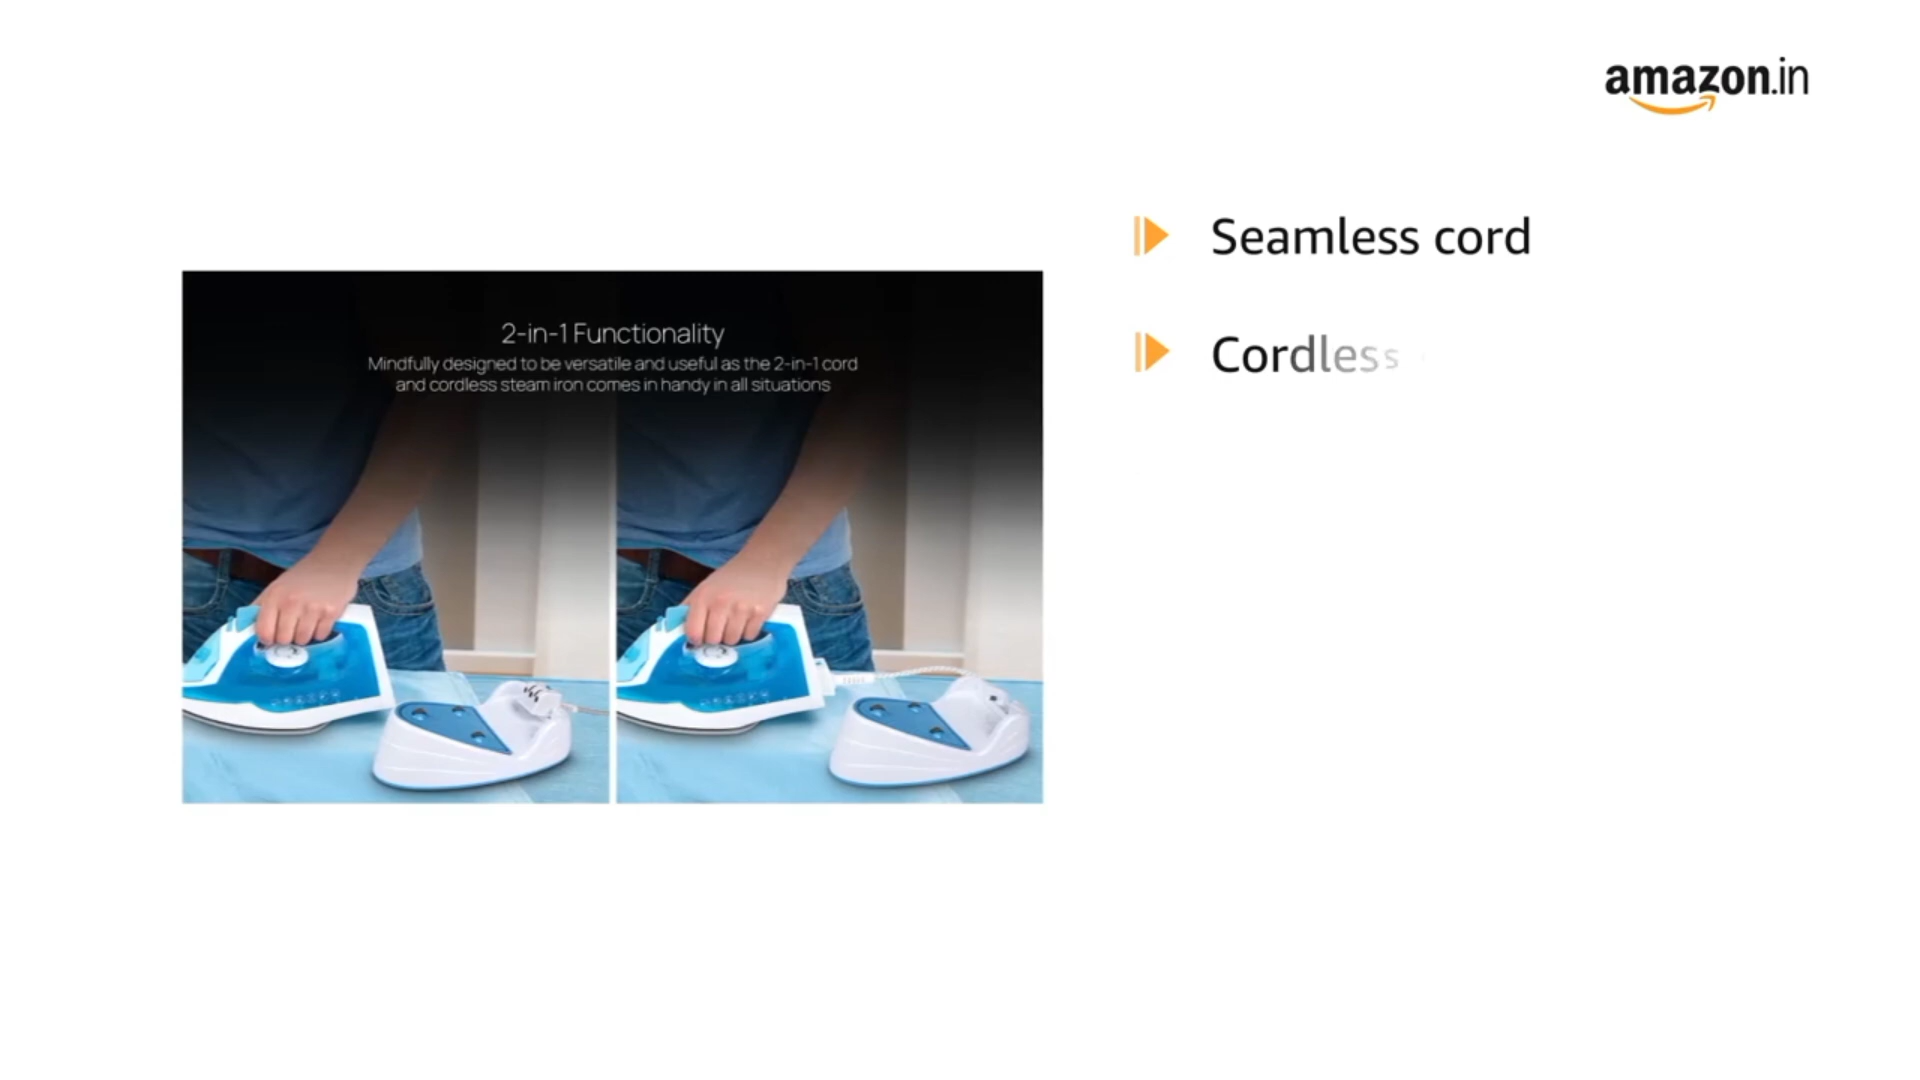 amazon.in
Seamless cord
Cordless
2-in-1 Functionality
Mindfully designed to be versatile and useful as the 2-in-1 cord
and cordless steam iron comes in handy in all situations